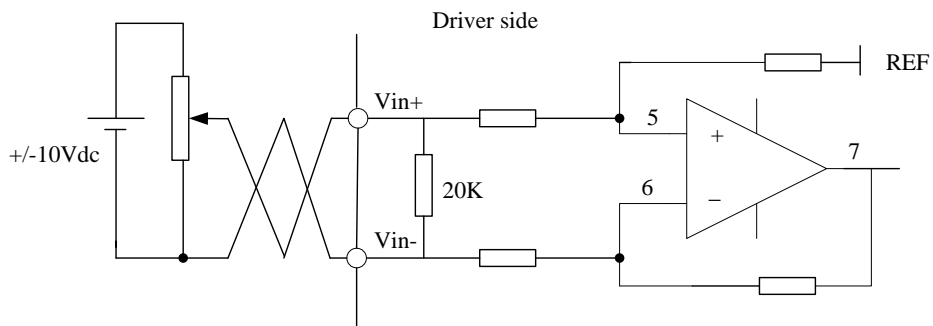 Driver side
REF
Vin+
5
+
7
+/-10Vdc
20K
6
−
Vin-